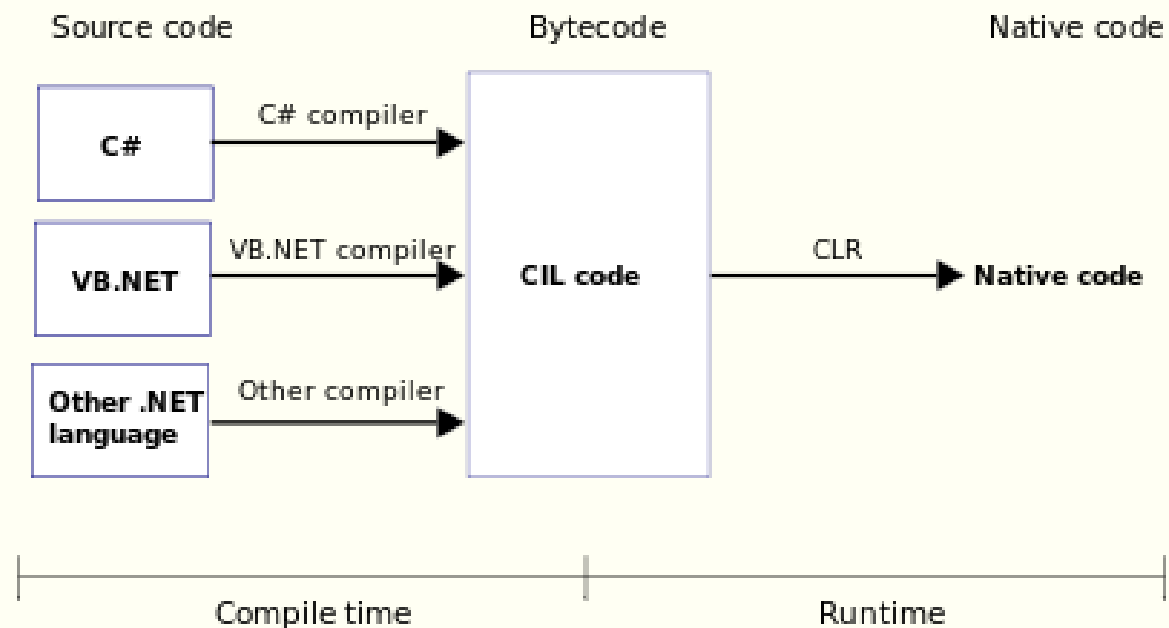 Source code
Bytecode
Native code
C#
C# compiler
VB.NET
VB.NET compiler
CIL code
CLR
Native code
Other .NET
language
Other compiler
Compile time
Runtime